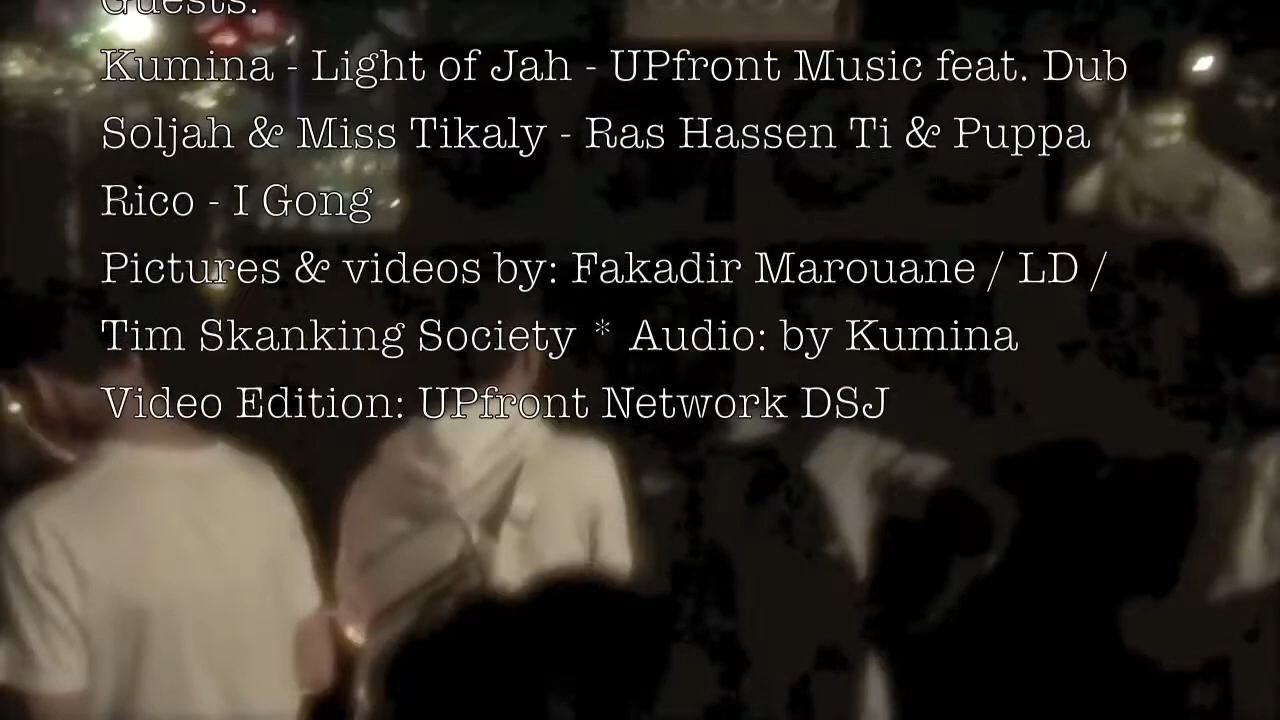 Guests:
Kumina - Light of Jah - UPfront Music feat. Dub
Soljah & Miss Tikaly - Ras Hassen Ti & Puppa
Rico - I Gong
Pictures & videos by: Fakadir Marouane / LD /
Tim Skanking Society * Audio: by Kumina
Video Edition: UPfront Network DSJ